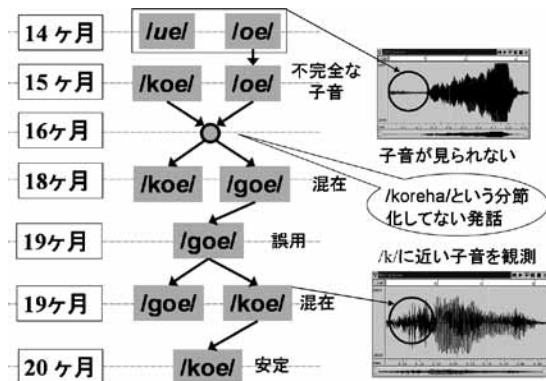 14ヶ月
/ue/
/oe/
15ヶ月
/koe/
/oe/
不完全な
子音
16ヶ月
子音が見られない
18ヶ月
/koe/
/goe/
混在
/koreha/という分節
化してない発話
19ヶ月
/goe/
誤用
/k/に近い子音を観測
19ヶ月
/goe/
/koe/
混在
20ヶ月
/koe/
安定